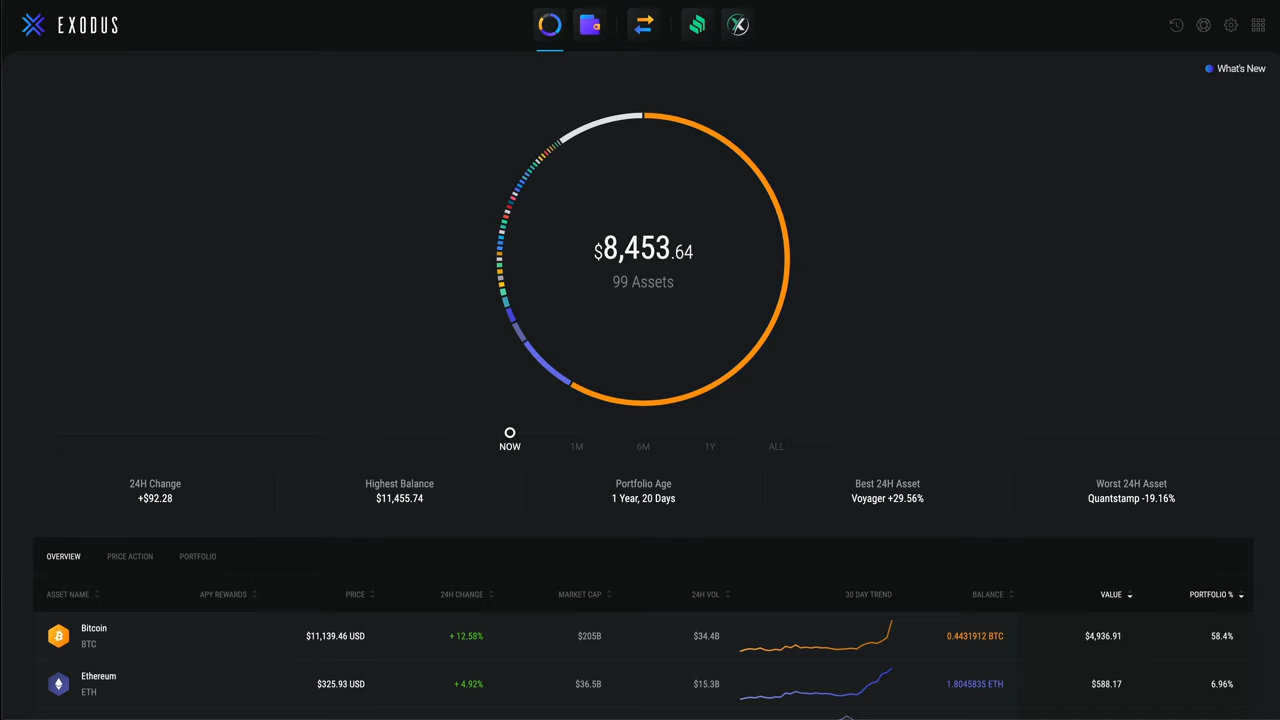 EXODUS
What's New
$8,453.64
99 Assets
NOW 1M 6M 1Y ALL
24H Change Highest Balance Portfolio Age Best 24H Asset Worst 24H Asset
+$92.28 $11,455.74 1 Year, 20 Days Voyager +29.56% Quantstamp -19.16%
OVERVIEW PRICE ACTION PORTFOLIO
ASSET NAME APY REWARDS PRICE 24H CHANGE MARKET CAP 24H VOL 30 DAY TREND BALANCE VALUE PORTFOLIO %
Bitcoin
BTC
$11,139.46 USD + 12.58% $205B $34.4B 0.4431912 BTC $4,936.91 58.4%
Ethereum
ETH
$325.93 USD + 4.92% $36.5B $15.3B 1.8045835 ETH $588.17 6.96%